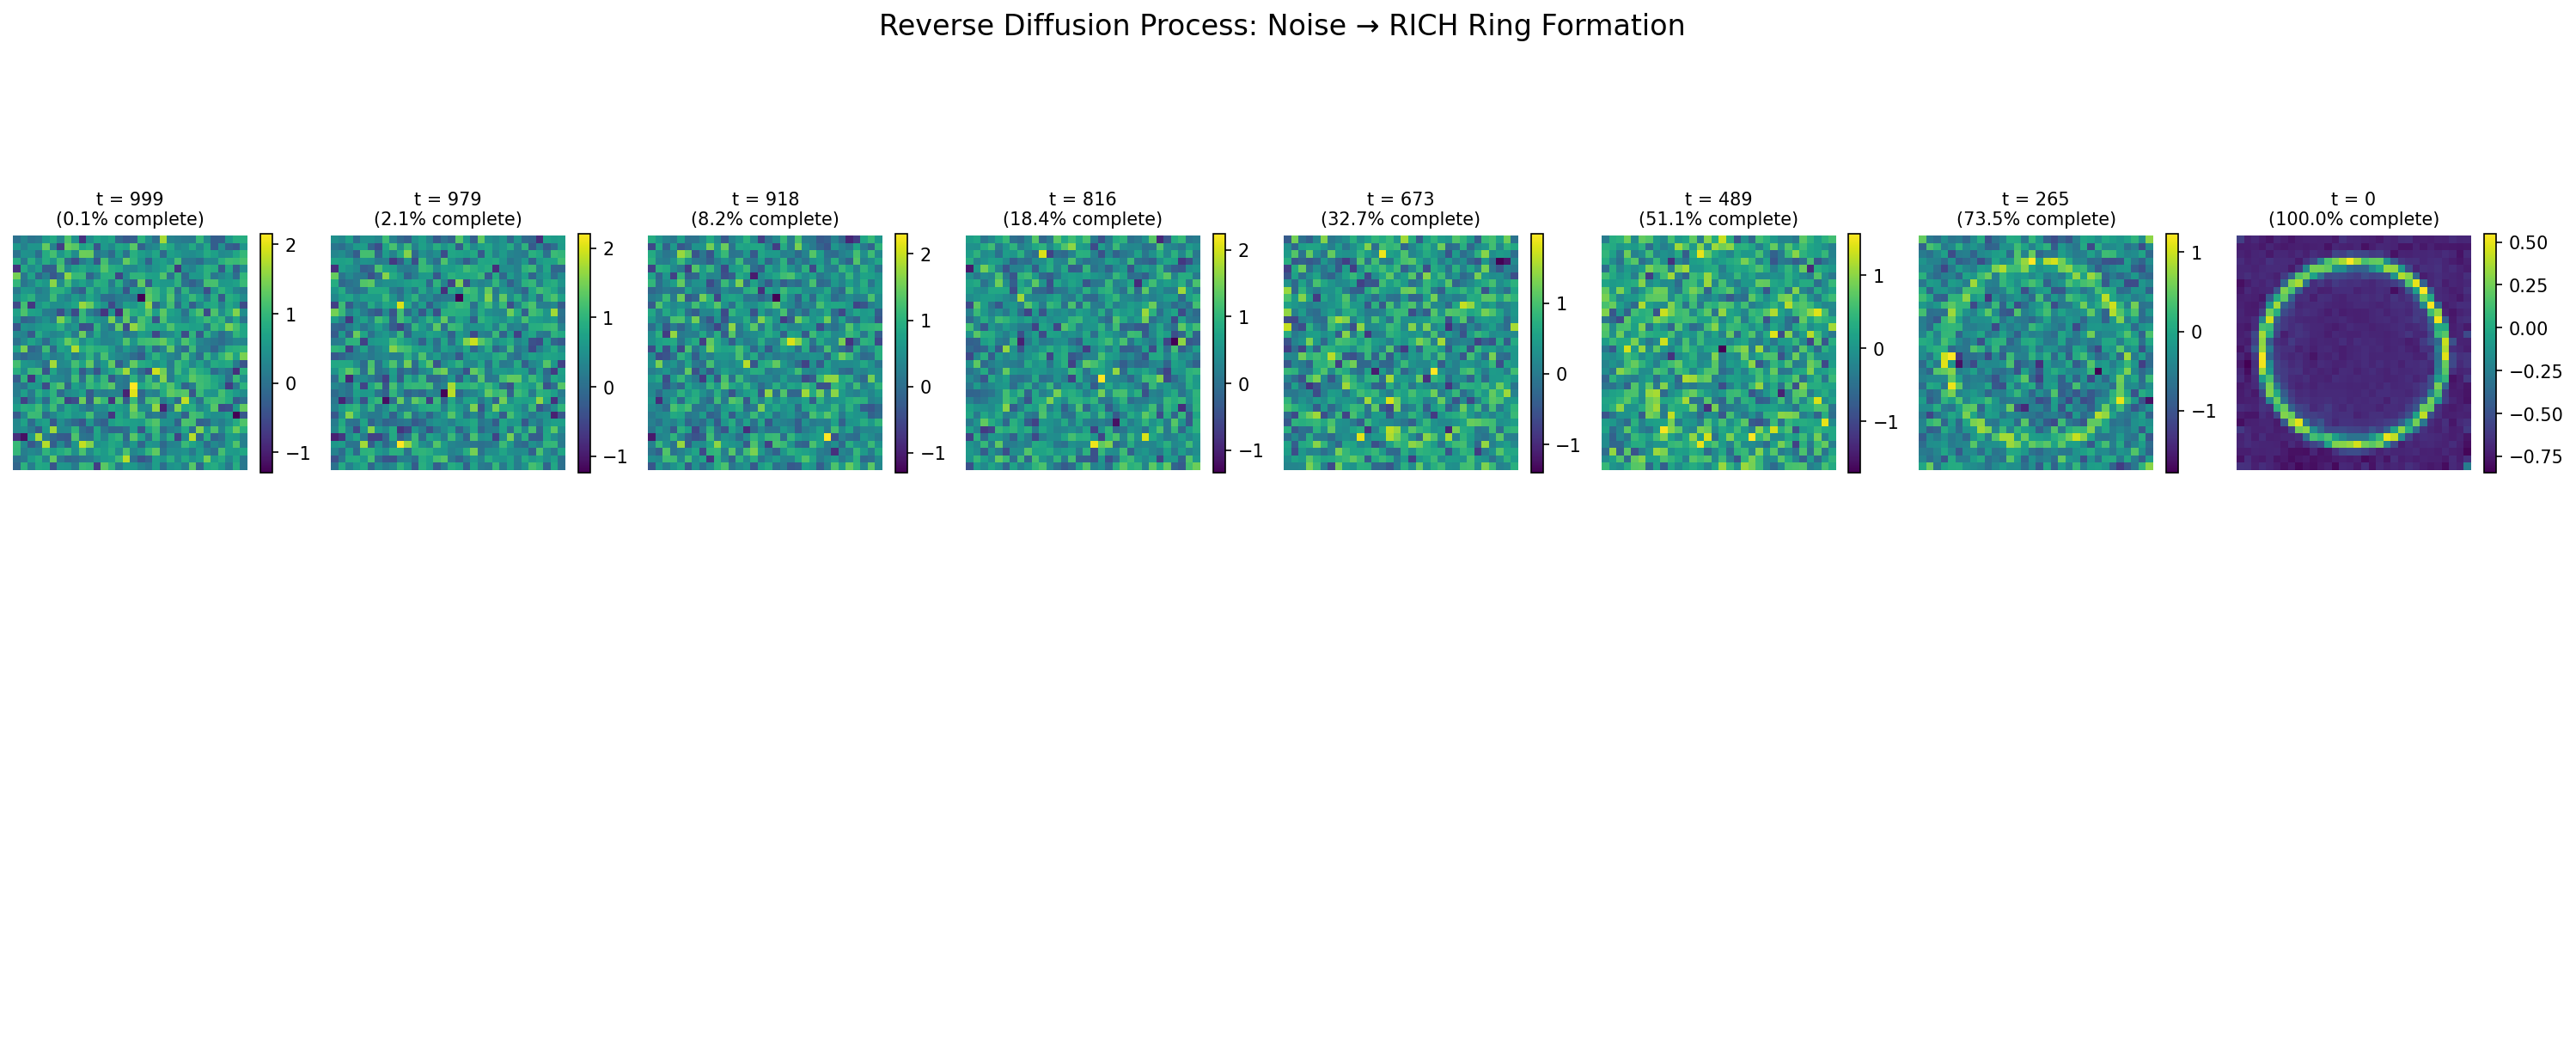 Reverse Diffusion Process: Noise → RICH Ring Formation
t = 999
(0.1% complete)
2
1
0
−1
t = 979
(2.1% complete)
2
1
0
−1
t = 918
(8.2% complete)
2
1
0
−1
t = 816
(18.4% complete)
2
1
0
−1
t = 673
(32.7% complete)
1
0
−1
t = 489
(51.1% complete)
1
0
−1
t = 265
(73.5% complete)
1
0
−1
t = 0
(100.0% complete)
0.50
0.25
0.00
−0.25
−0.50
−0.75